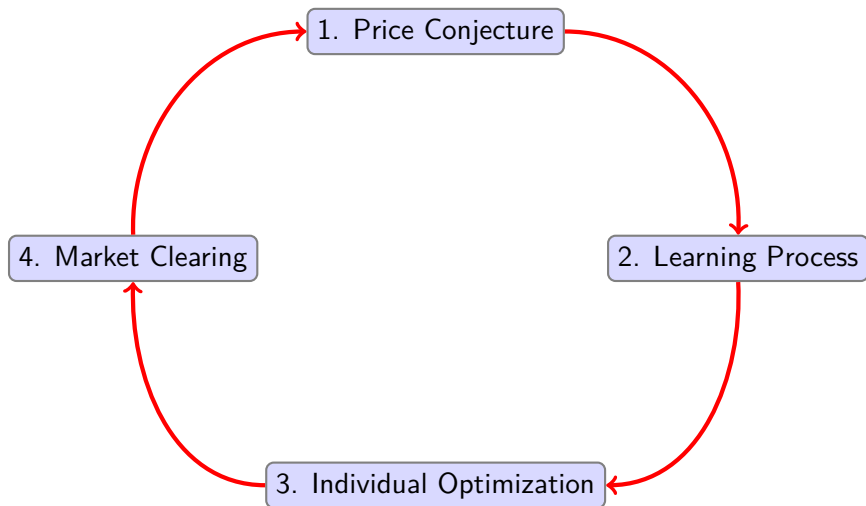 1. Price Conjecture
2. Learning Process
3. Individual Optimization
4. Market Clearing